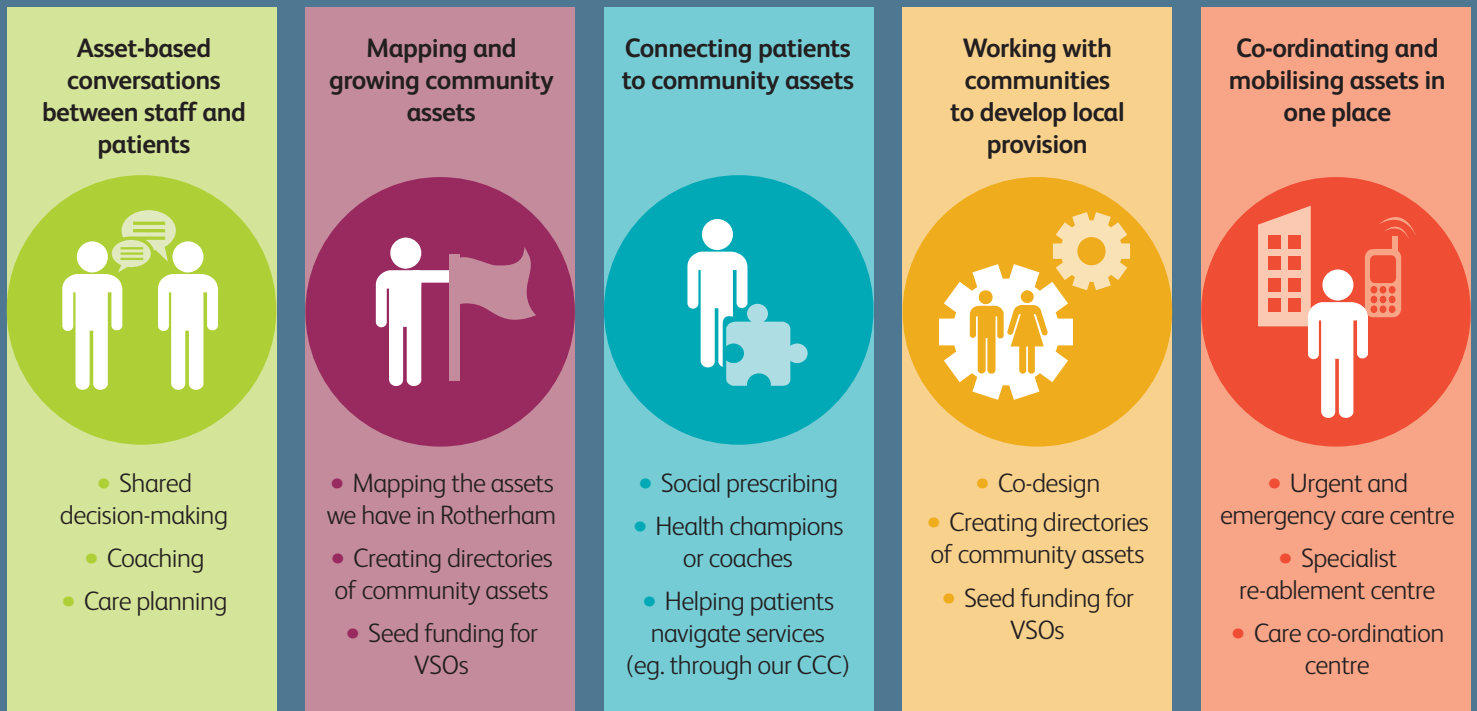 Asset-based
conversations
between staff and
patients
• Shared
decision-making
• Coaching
• Care planning
Mapping and
growing community
assets
• Mapping the assets
we have in Rotherham
• Creating directories
of community assets
• Seed funding for
VSOs
Connecting patients
to community assets
• Social prescribing
• Health champions
or coaches
• Helping patients
navigate services
(eg. through our CCC)
Working with
communities
to develop local
provision
• Co-design
• Creating directories
of community assets
• Seed funding for
VSOs
Co-ordinating and
mobilising assets in
one place
• Urgent and
emergency care centre
• Specialist
re-ablement centre
• Care co-ordination
centre